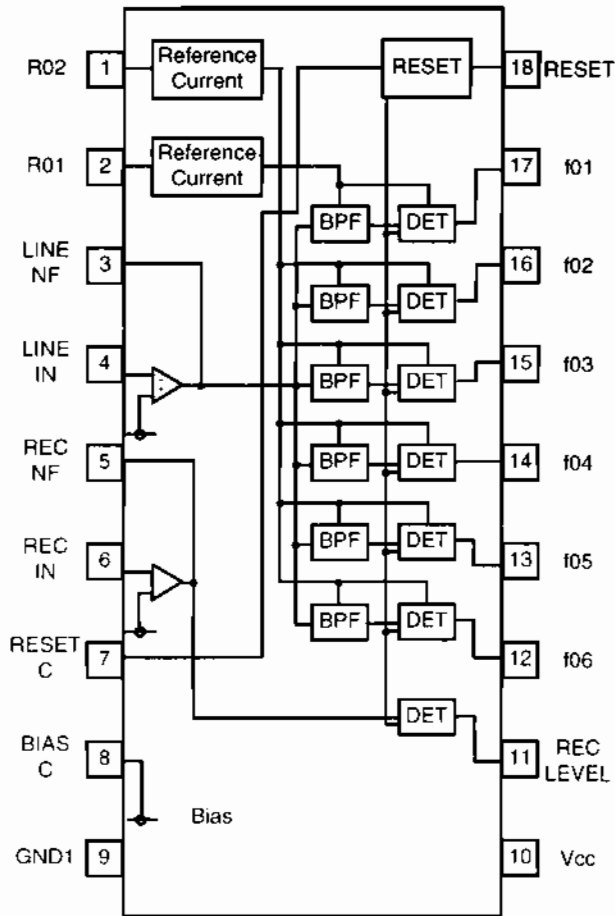 R02 1 Reference Current RESET 18 RESET
R01 2 Reference Current 17 f01
BPF DET
LINE NF 3 16 f02
BPF DET
LINE IN 4 15 f03
BPF DET
REC NF 5 14 f04
BPF DET
REC IN 6 13 f05
BPF DET
RESET C 7 12 f06
BPF DET
BIAS C 8 DET 11 REC LEVEL
Bias
GND1 9 10 Vcc